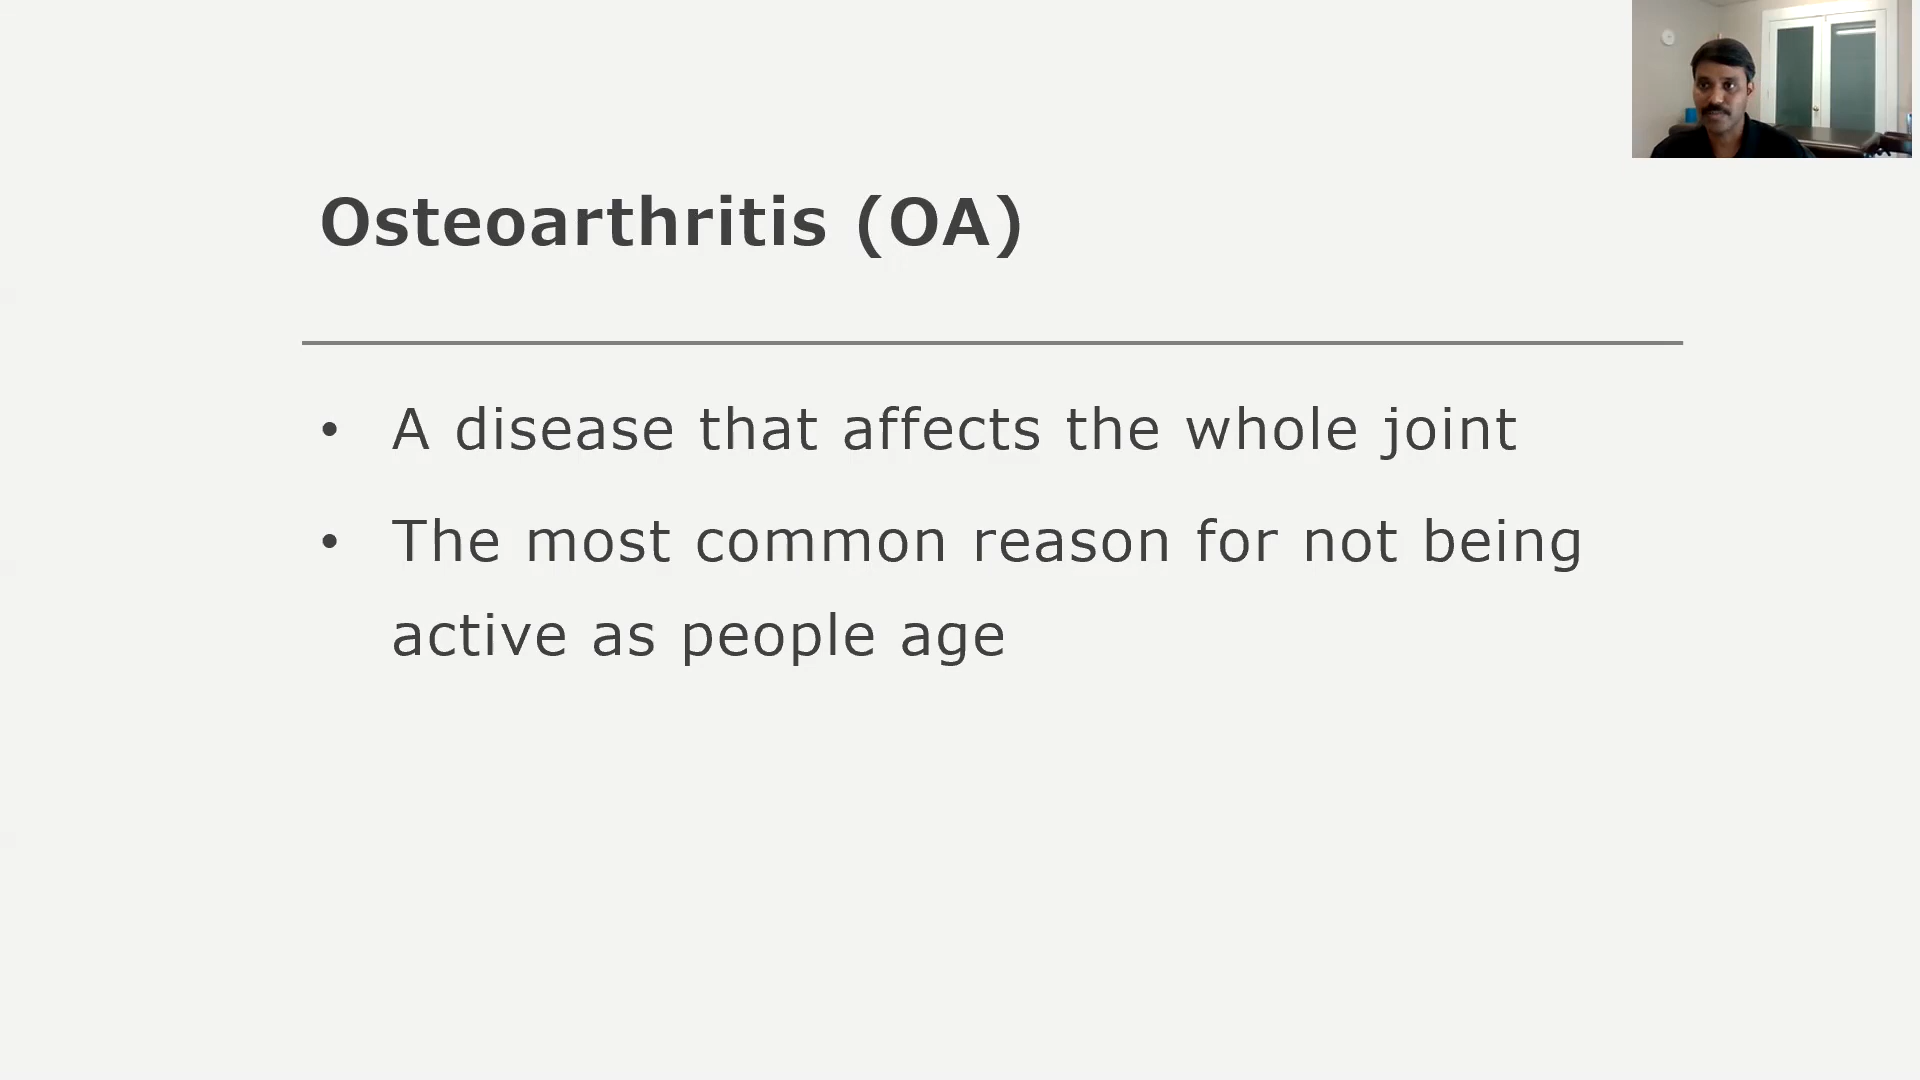 Osteoarthritis (OA)
• A disease that affects the whole joint
• The most common reason for not being
active as people age